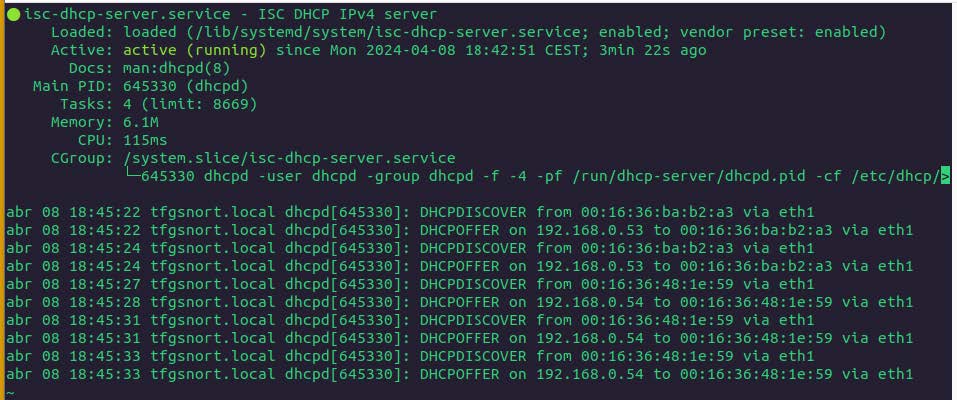 ● isc-dhcp-server.service - ISC DHCP IPv4 server
Loaded: loaded (/lib/systemd/system/isc-dhcp-server.service; enabled; vendor preset: enabled)
Active: active (running) since Mon 2024-04-08 18:42:51 CEST; 3min 22s ago
Docs: man:dhcpd(8)
Main PID: 645330 (dhcpd)
Tasks: 4 (limit: 8669)
Memory: 6.1M
CPU: 115ms
CGroup: /system.slice/isc-dhcp-server.service
└─645330 dhcpd -user dhcpd -group dhcpd -f -4 -pf /run/dhcp-server/dhcpd.pid -cf /etc/dhcp/>
abr 08 18:45:22 tfgsnort.local dhcpd[645330]: DHCPDISCOVER from 00:16:36:ba:b2:a3 via eth1
abr 08 18:45:22 tfgsnort.local dhcpd[645330]: DHCPOFFER on 192.168.0.53 to 00:16:36:ba:b2:a3 via eth1
abr 08 18:45:24 tfgsnort.local dhcpd[645330]: DHCPDISCOVER from 00:16:36:ba:b2:a3 via eth1
abr 08 18:45:24 tfgsnort.local dhcpd[645330]: DHCPOFFER on 192.168.0.53 to 00:16:36:ba:b2:a3 via eth1
abr 08 18:45:27 tfgsnort.local dhcpd[645330]: DHCPDISCOVER from 00:16:36:48:1e:59 via eth1
abr 08 18:45:28 tfgsnort.local dhcpd[645330]: DHCPOFFER on 192.168.0.54 to 00:16:36:48:1e:59 via eth1
abr 08 18:45:31 tfgsnort.local dhcpd[645330]: DHCPDISCOVER from 00:16:36:48:1e:59 via eth1
abr 08 18:45:31 tfgsnort.local dhcpd[645330]: DHCPOFFER on 192.168.0.54 to 00:16:36:48:1e:59 via eth1
abr 08 18:45:33 tfgsnort.local dhcpd[645330]: DHCPDISCOVER from 00:16:36:48:1e:59 via eth1
abr 08 18:45:33 tfgsnort.local dhcpd[645330]: DHCPOFFER on 192.168.0.54 to 00:16:36:48:1e:59 via eth1
~